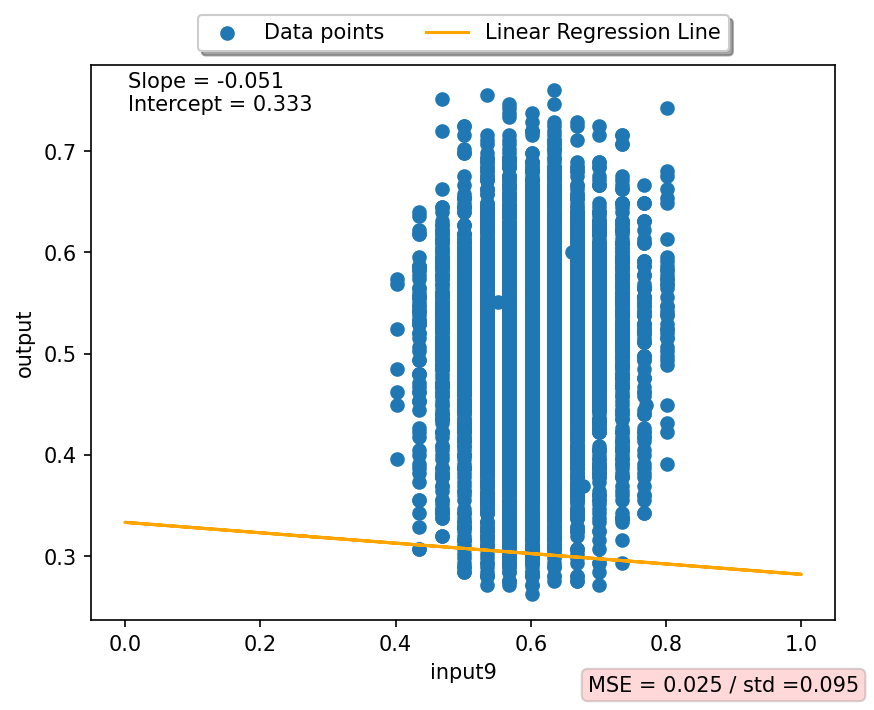 Data points
Linear Regression Line
Slope = -0.051
Intercept = 0.333
output
0.7
0.6
0.5
0.4
0.3
0.0 0.2 0.4 0.6 0.8 1.0
input9
MSE = 0.025 / std =0.095